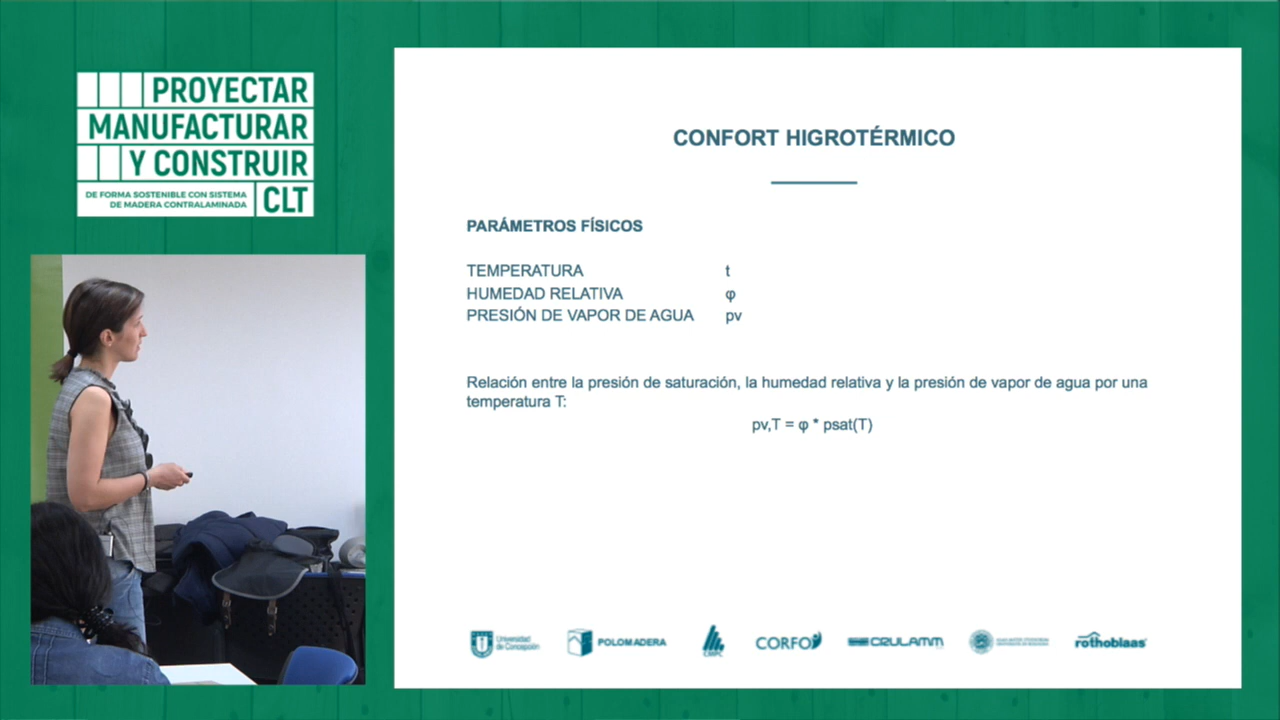 PROYECTAR
MANUFACTURAR
Y CONSTRUIR
DE FORMA SOSTENIBLE CON SISTEMA
DE MADERA CONTRALAMINADA
CLT
CONFORT HIGROTÉRMICO
PARÁMETROS FÍSICOS
TEMPERATURA t
HUMEDAD RELATIVA φ
PRESIÓN DE VAPOR DE AGUA pv
Relación entre la presión de saturación, la humedad relativa y la presión de vapor de agua por una
temperatura T:
pv,T = φ * psat(T)
Universidad
de Concepción
POLOMADERA
CORFO
CRULAMM
rothoblaas